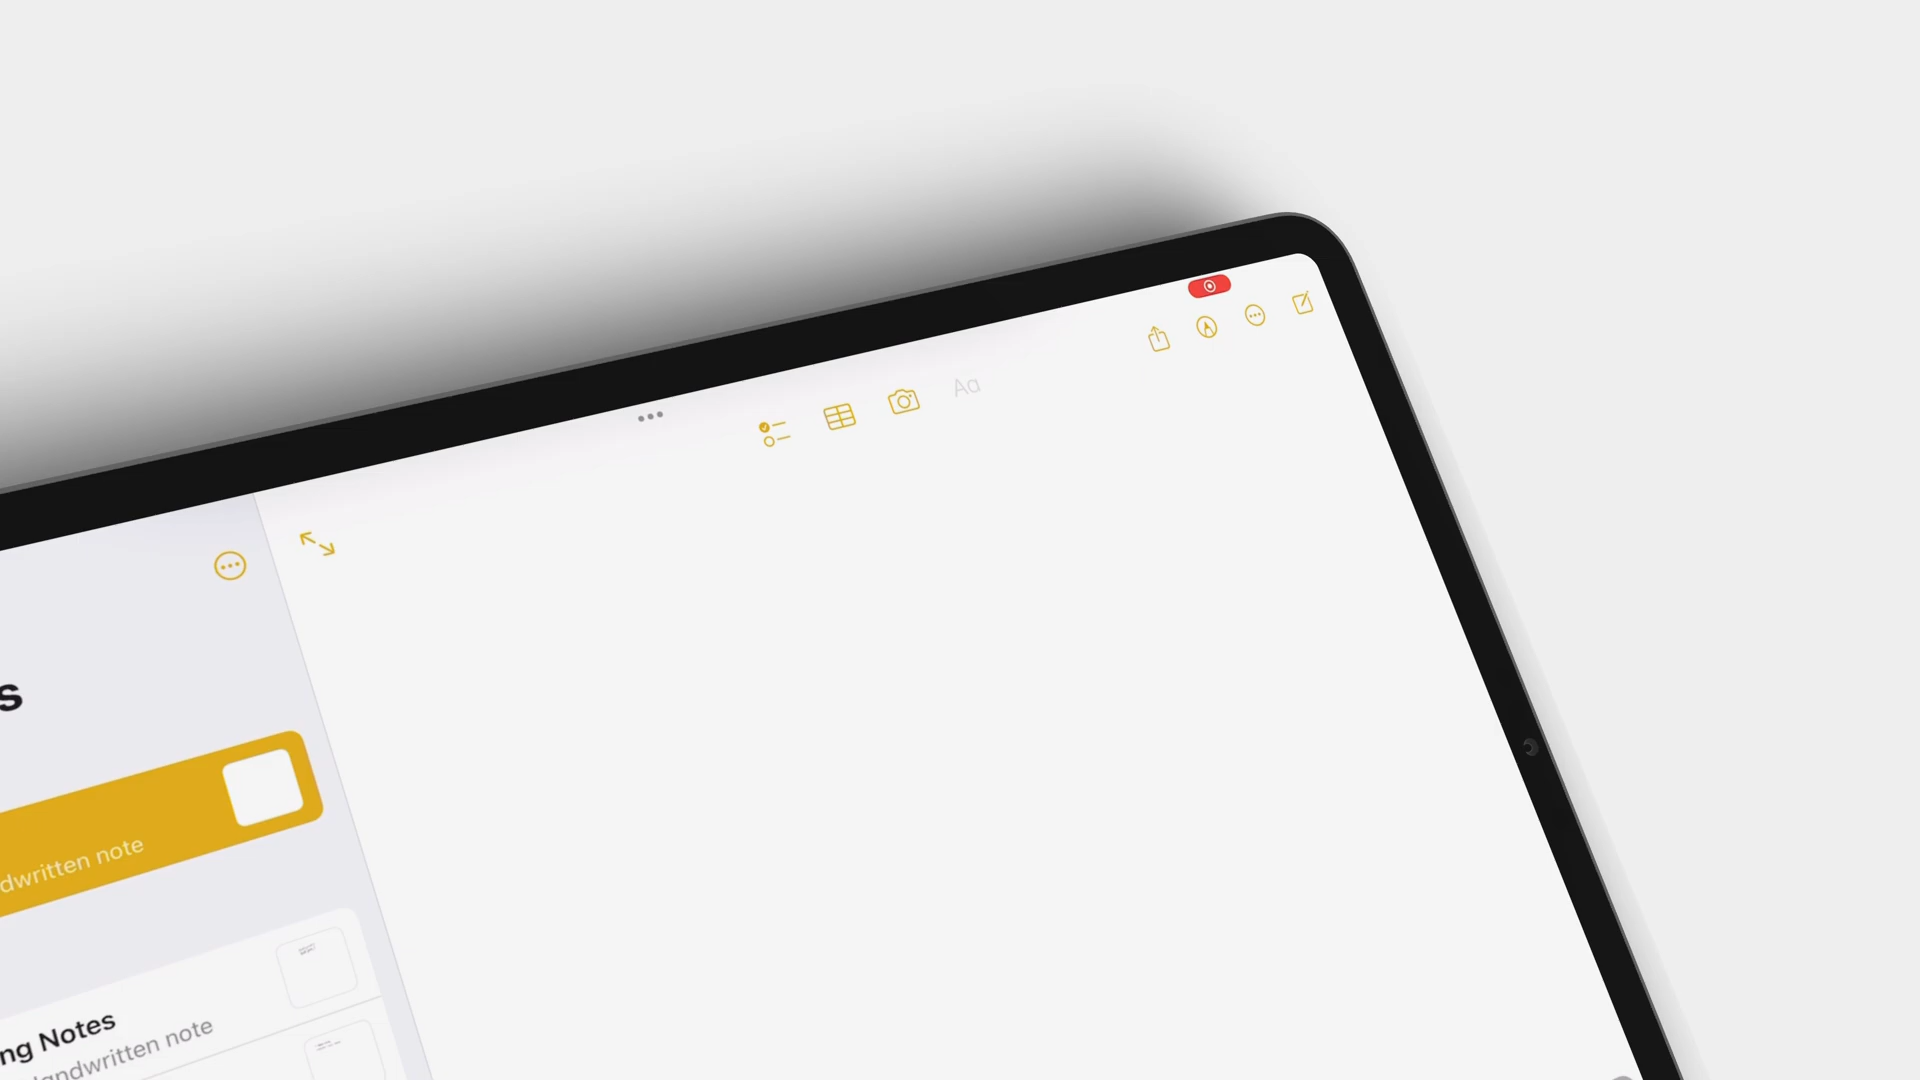 Aa
s
dwritten note
ng Notes
andwritten note